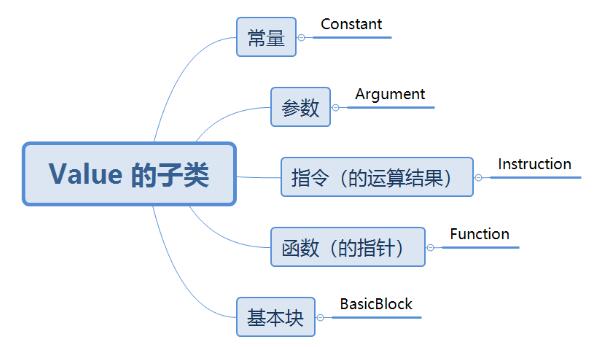 常量
Constant
参数
Argument
Value 的子类
指令（的运算结果）
Instruction
函数（的指针）
Function
基本块
BasicBlock